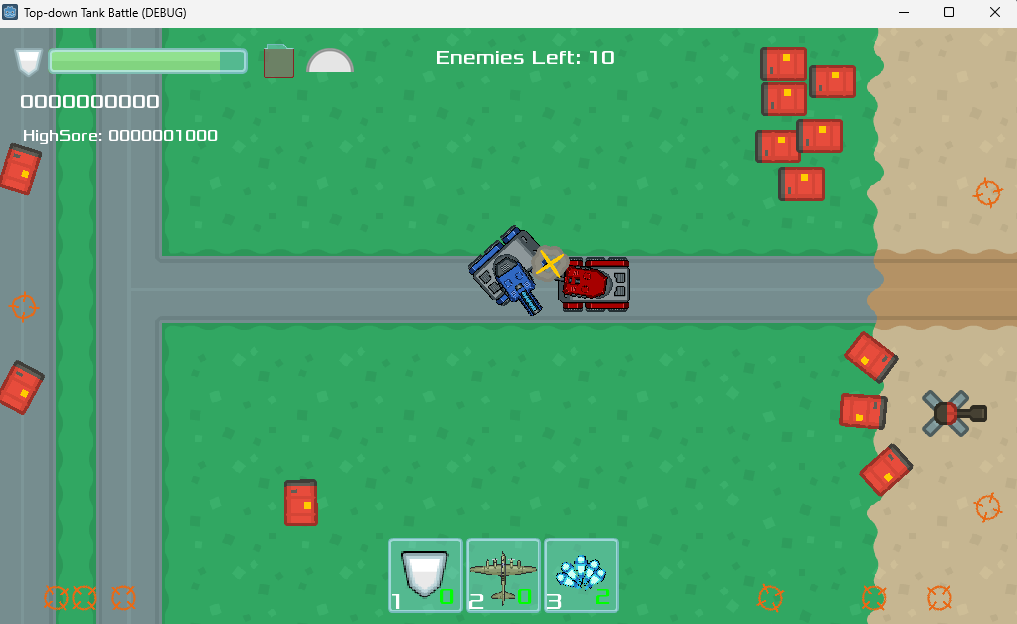 Top-down Tank Battle (DEBUG)
Enemies Left: 10
0000000000
HighSore: 0000001000
1 0 2 0 3 2